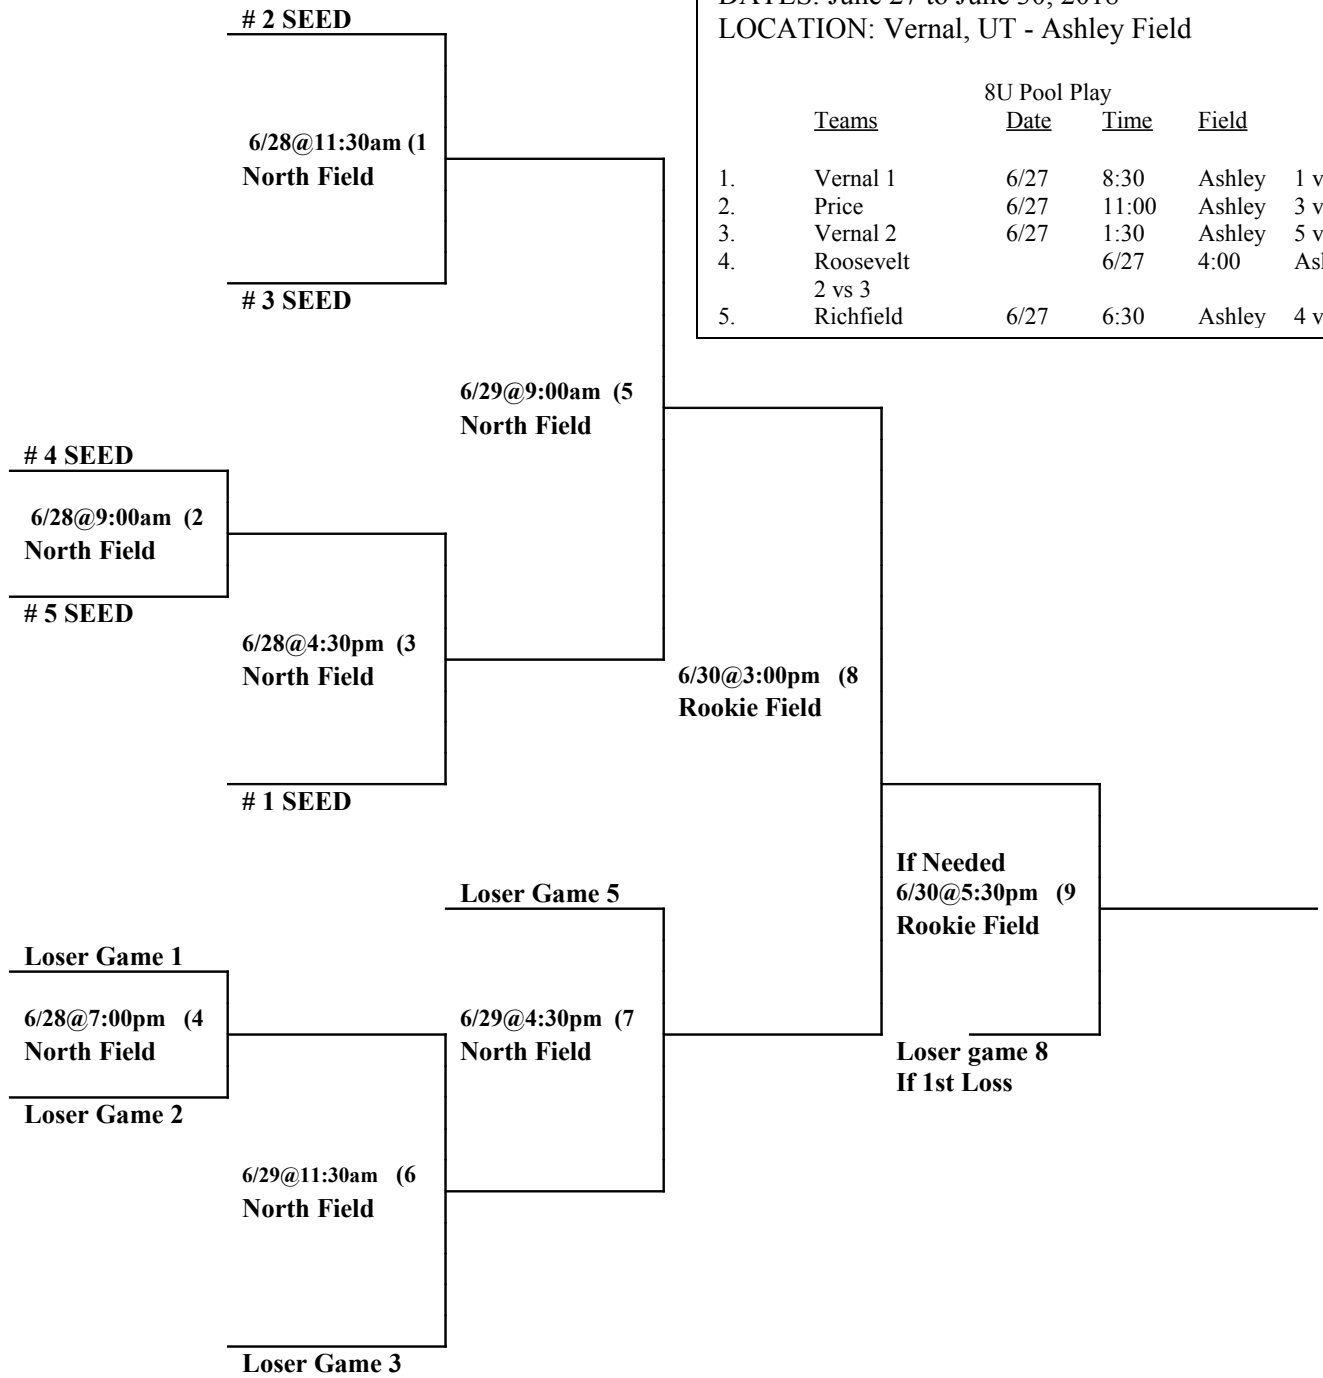 DATES: June 27 to June 30, 2018
LOCATION: Vernal, UT - Ashley Field
8U Pool Play
Teams Date Time Field
1. Vernal 1 6/27 8:30 Ashley 1 v
2. Price 6/27 11:00 Ashley 3 v
3. Vernal 2 6/27 1:30 Ashley 5 v
4. Roosevelt 6/27 4:00
2 vs 3
5. Richfield 6/27 6:30 Ashley 4 v
# 2 SEED
6/28@11:30am (1
North Field
# 3 SEED
6/29@9:00am (5
North Field
# 4 SEED
6/28@9:00am (2
North Field
# 5 SEED
6/28@4:30pm (3
North Field
6/30@3:00pm (8
Rookie Field
# 1 SEED
If Needed
6/30@5:30pm (9
Rookie Field
Loser Game 5
Loser Game 1
6/28@7:00pm (4
North Field
6/29@4:30pm (7
North Field
Loser game 8
If 1st Loss
Loser Game 2
6/29@11:30am (6
North Field
Loser Game 3